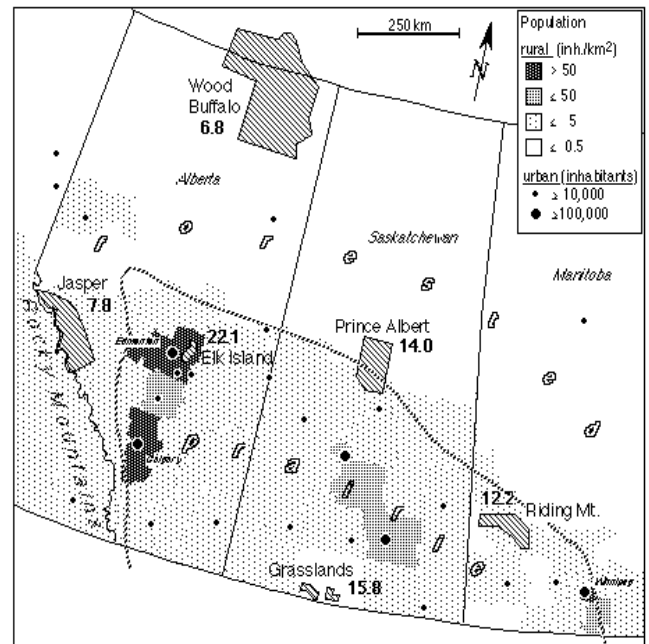 250 km
N
Population
rural (inh./km2)
> 50
≤ 50
≤ 5
≤ 0.5
urban (inhabitants)
≥ 10,000
≥100,000
Wood
Buffalo
6.8
Alberta
Saskatchewan
Manitoba
f o r e s t e d
Jasper
7.8
Rocky Mountains
Edmonton
22.1
Elk Island
Prince Albert
14.0
Calgary
p r a i r i e
12.2
Riding Mt.
Grasslands
15.8
Winnipeg